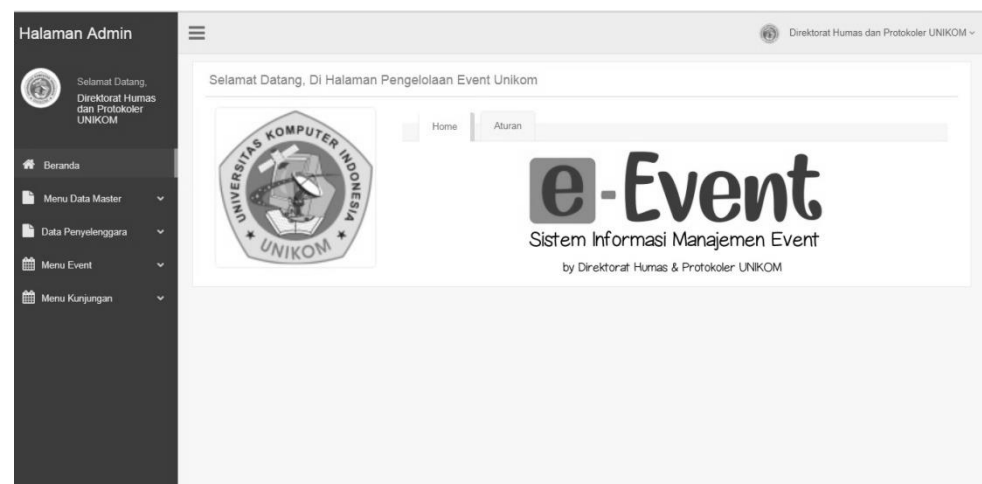 Halaman Admin
Direktorat Humas dan Protokoler UNIKOM
Selamat Datang,
Direktorat Humas
dan Protokoler
UNIKOM
Beranda
Menu Data Master
Data Penyelenggara
Menu Event
Menu Kunjungan
Selamat Datang, Di Halaman Pengelolaan Event Unikom
UNIVERSITAS KOMPUTER INDONESIA
* UNIKOM *
Home
Aturan
e-Event
Sistem Informasi Manajemen Event
by Direktorat Humas & Protokoler UNIKOM